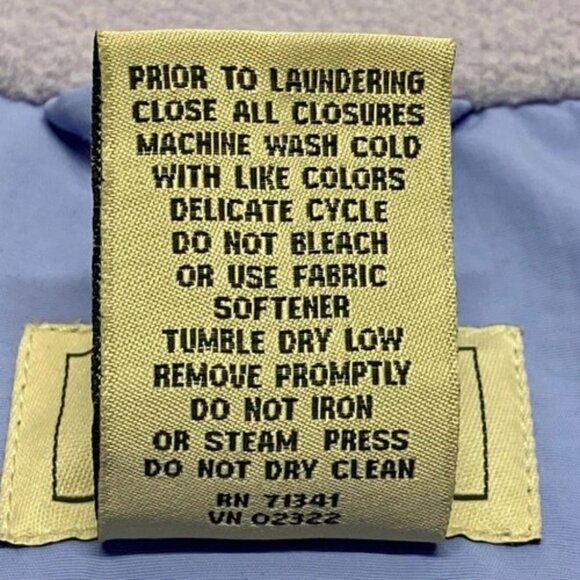 PRIOR TO LAUNDERING
CLOSE ALL CLOSURES
MACHINE WASH COLD
WITH LIKE COLORS
DELICATE CYCLE
DO NOT BLEACH
OR USE FABRIC
SOFTENER
TUMBLE DRY LOW
REMOVE PROMPTLY
DO NOT IRON
OR STEAM PRESS
DO NOT DRY CLEAN
RN 71341
VN 02322